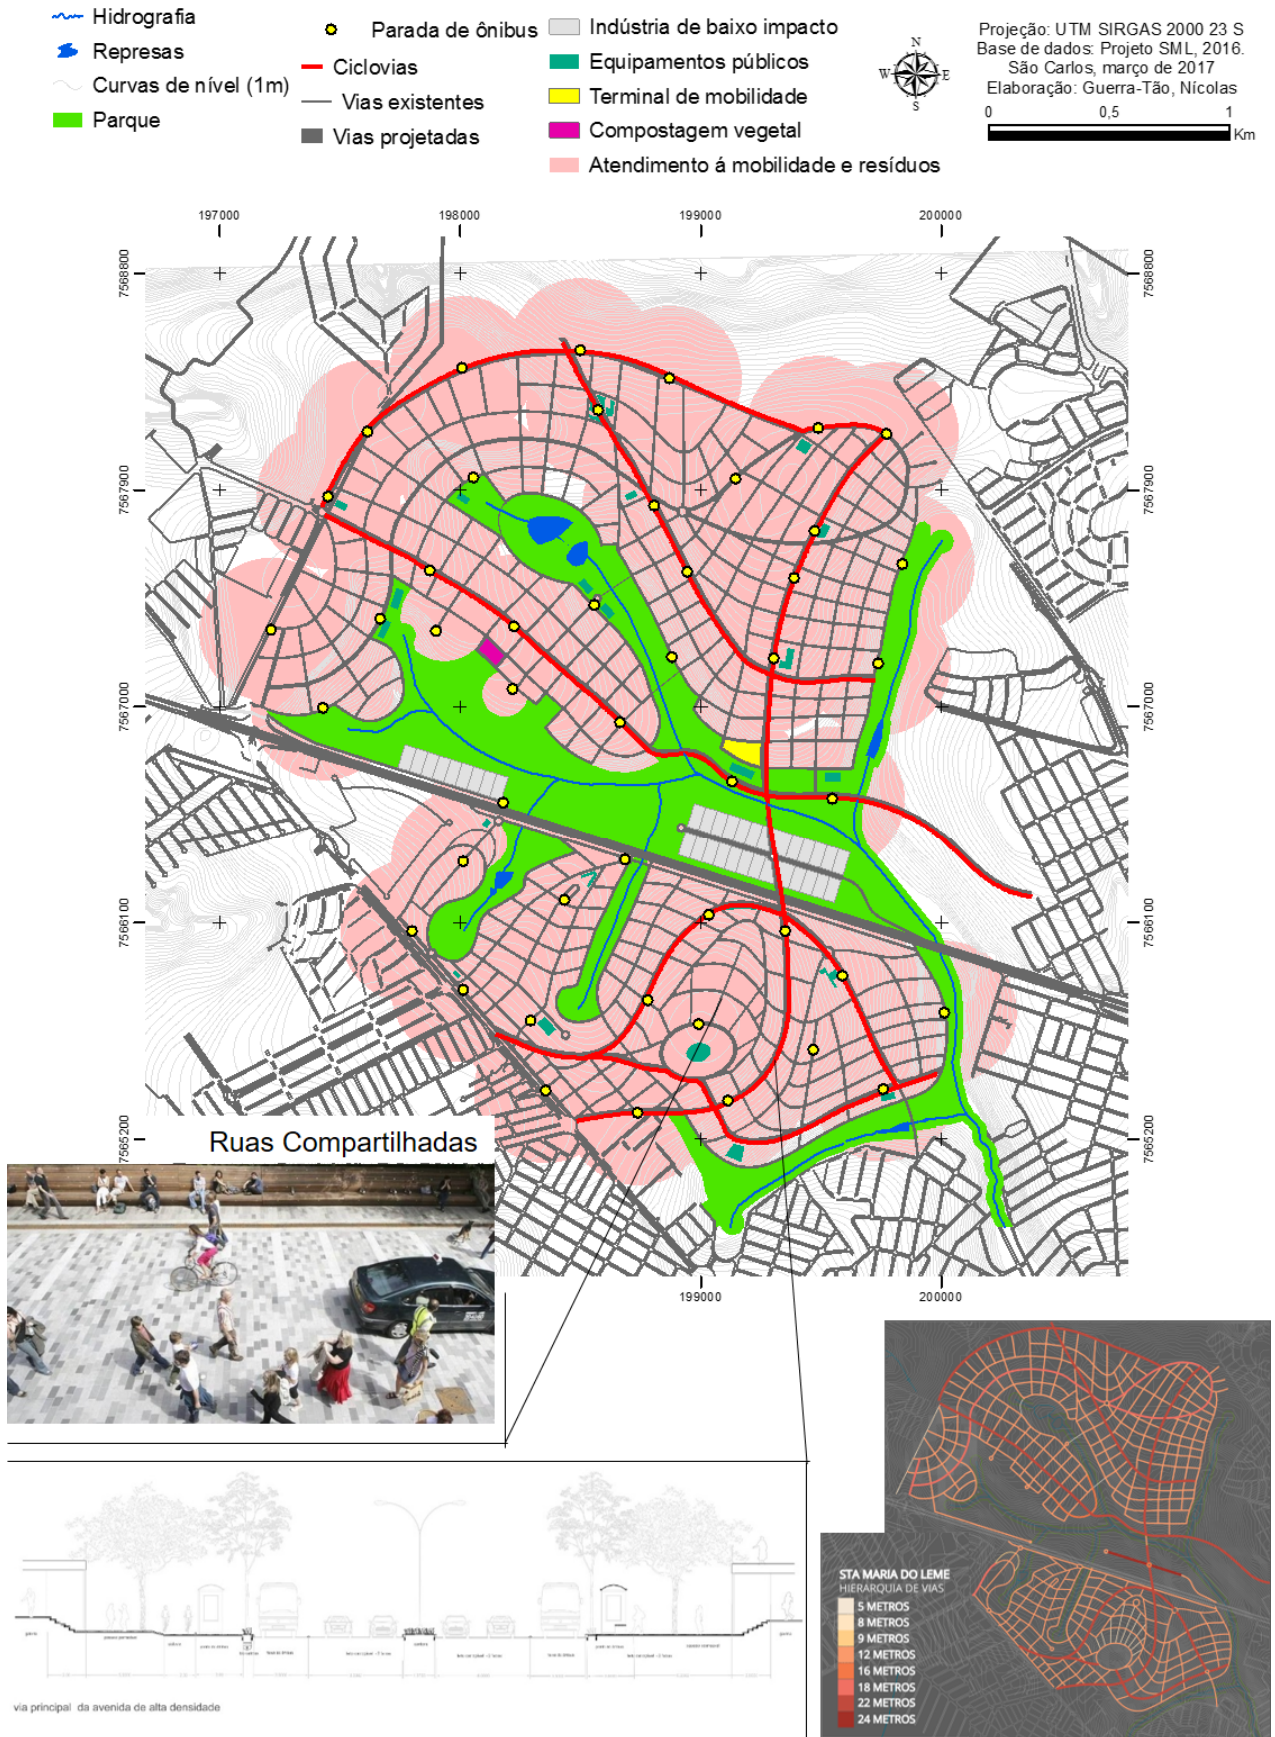 Hidrografia
Represas
Curvas de nível (1m)
Parque
Parada de ônibus
Ciclovias
Vias existentes
Vias projetadas
Indústria de baixo impacto
Equipamentos públicos
Terminal de mobilidade
Compostagem vegetal
Atendimento á mobilidade e resíduos
N
W E
S
Projeção: UTM SIRGAS 2000 23 S
Base de dados: Projeto SML, 2016.
São Carlos, março de 2017
Elaboração: Guerra-Tão, Nícolas
0 0,5 1
Km
197000 198000 199000 200000
7568800 7568800
7567900 7567900
7567000 7567000
7566100 7566100
7565200 7565200
199000 200000
Ruas Compartilhadas
via principal da avenida de alta densidade
STA MARIA DO LEME
HIERARQUIA DE VIAS
5 METROS
8 METROS
9 METROS
12 METROS
16 METROS
18 METROS
22 METROS
24 METROS